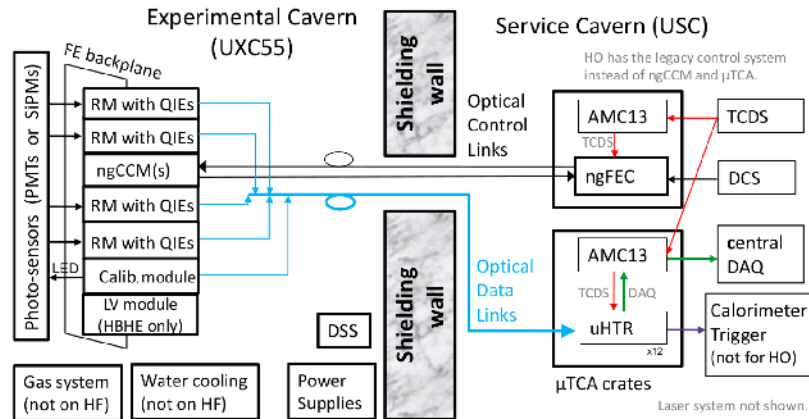 Experimental Cavern
(UXC55)
Service Cavern (USC)
HO has the legacy control system
instead of ngCCM and µTCA.
FE backplane
Photo-sensors (PMTs or SiPMs)
RM with QIEs
RM with QIEs
ngCCM(s)
RM with QIEs
RM with QIEs
Calib.module
LED
LV module
(HBHE only)
Shielding
wall
Shielding
wall
Optical
Control
Links
AMC13
TCDS
ngFEC
TCDS
DCS
Optical
Data
Links
AMC13
TCDS
DAQ
uHTR
x12
µTCA crates
central
DAQ
Calorimeter
Trigger
(not for HO)
DSS
Gas system
(not on HF)
Water cooling
(not on HF)
Power
Supplies
Laser system not shown.